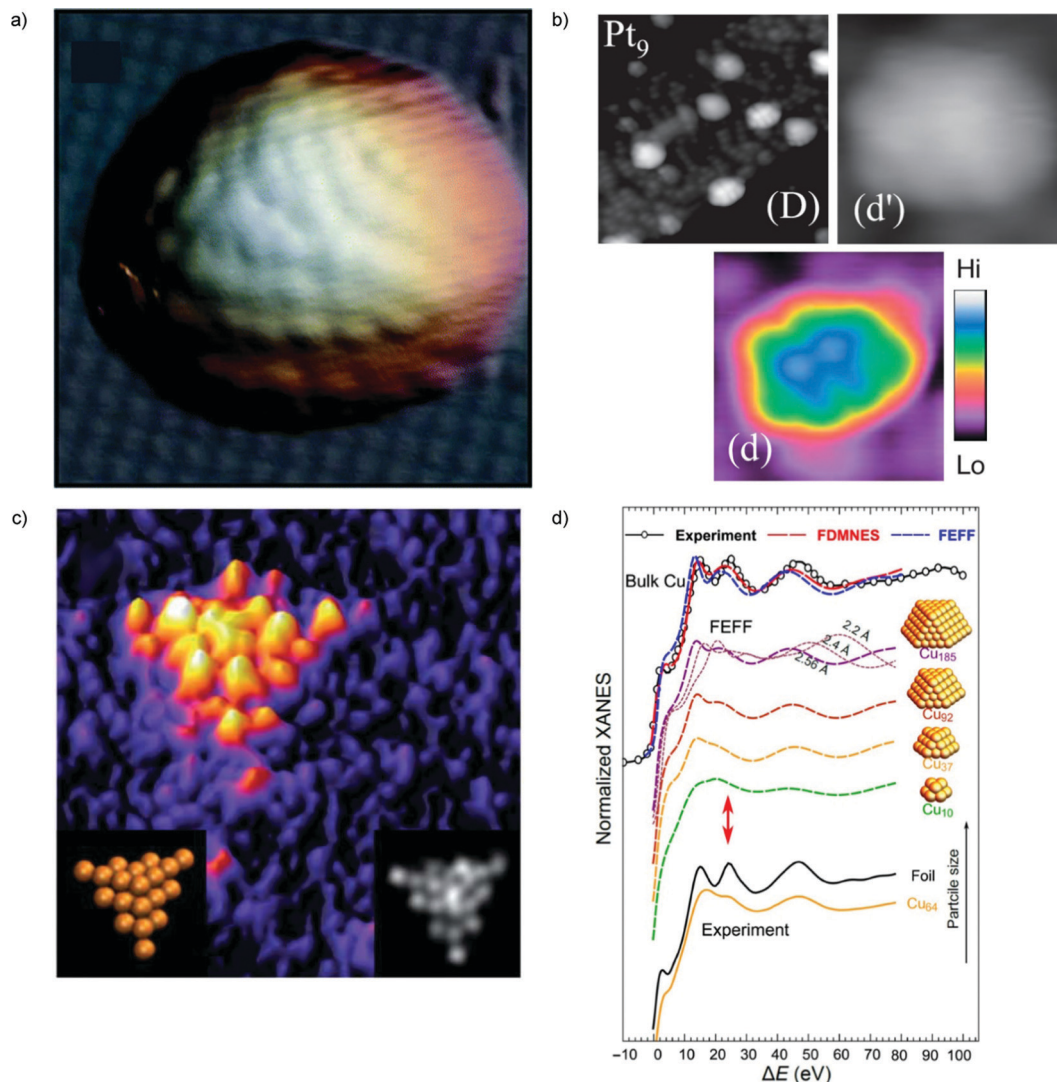 a)
b)
Pt9
(D)
(d')
Hi
Lo
(d)
c)
d)
Experiment
FDMNES
FEFF
Bulk Cu
FEFF
2.2 Å
2.4 Å
2.56 Å
Cu185
Cu92
Cu37
Cu10
Foil
Cu64
Experiment
Normalized XANES
Partcile size
−10 0 10 20 30 40 50 60 70 80 90 100
ΔE (eV)